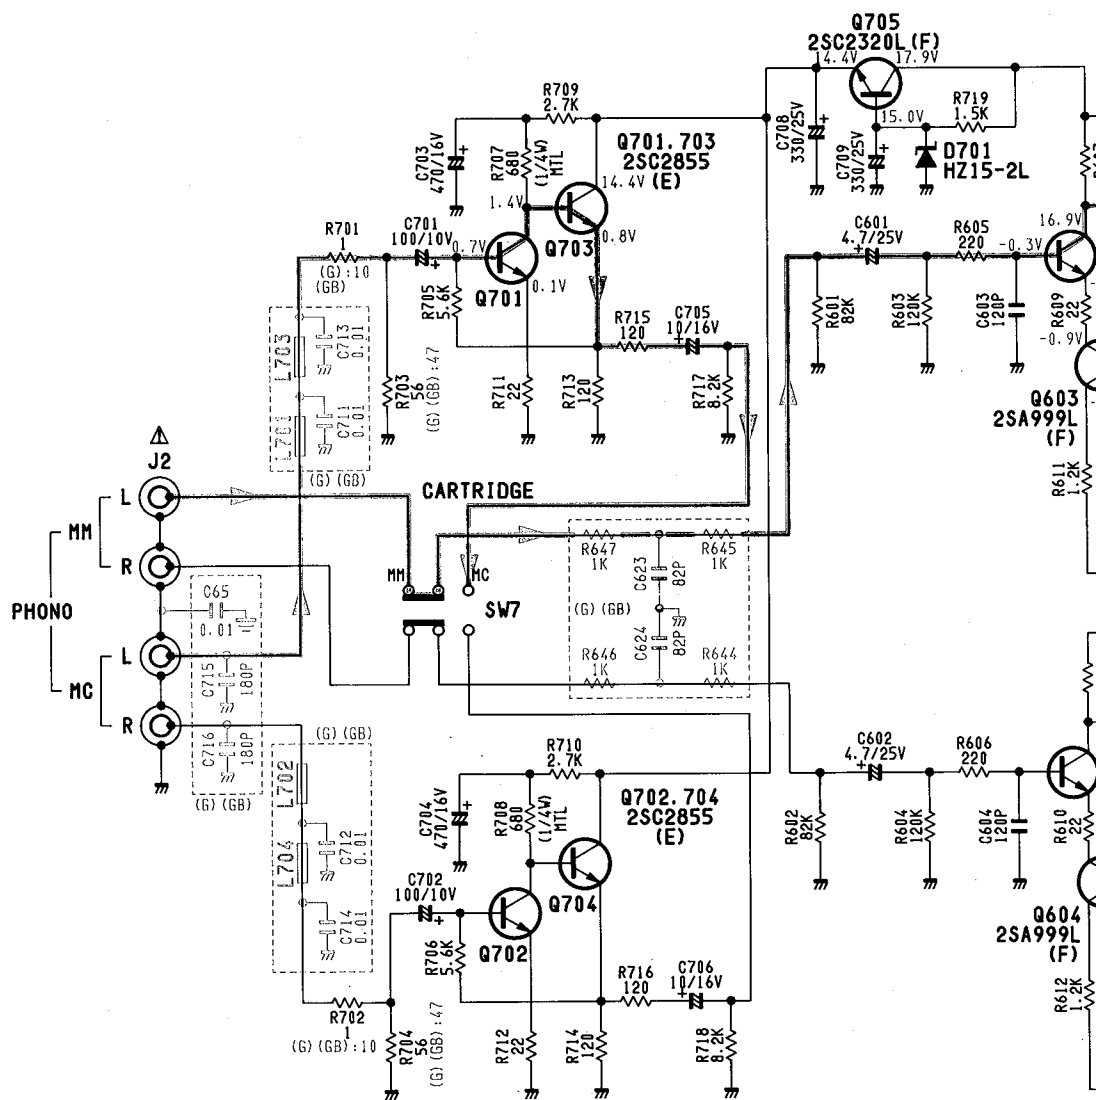 Q705
2SC2320L(F)
14.4V
17.9V
15.0V
R719
1.5K
D701
HZ15-2L
C708
330/25V
C709
330/25V
R709
2.7K
C703
470/16V
R707
680
(1/4W)
MTL
Q701.703
2SC2855
(E)
14.4V
1.4V
0.8V
Q703
R701
1
(G):10
(GB)
C701
100/10V
0.7V
R705
5.6K
Q701
0.1V
R715
120
C705
10/16V
R703
56
(G)(GB):47
R711
22
R713
120
R717
8.2K
L703
C713
0.01
L701
C711
0.01
(G)(GB)
C601
4.7/25V
R605
220
-0.3V
16.9V
R601
82K
R603
120K
C603
120P
R609
22
-0.9V
Q603
2SA999L
(F)
R611
1.2K
J2
L
MM
R
PHONO
L
MC
R
C65
0.01
C715
180P
C716
180P
(G)(GB)
CARTRIDGE
MM
MC
SW7
R647
1K
R645
1K
C623
82P
(G)(GB)
C624
82P
R646
1K
R644
1K
(G)(GB)
L702
C712
0.01
L704
C714
0.01
R702
1
(G)(GB):10
R704
56
(G)(GB):47
R710
2.7K
C704
470/16V
R708
680
(1/4W)
MTL
Q702.704
2SC2855
(E)
Q704
C702
100/10V
R706
5.6K
Q702
R716
120
C706
10/16V
R712
22
R714
120
R718
8.2K
C602
4.7/25V
R606
220
R602
82K
R604
120K
C604
120P
R610
22
Q604
2SA999L
(F)
R612
1.2K